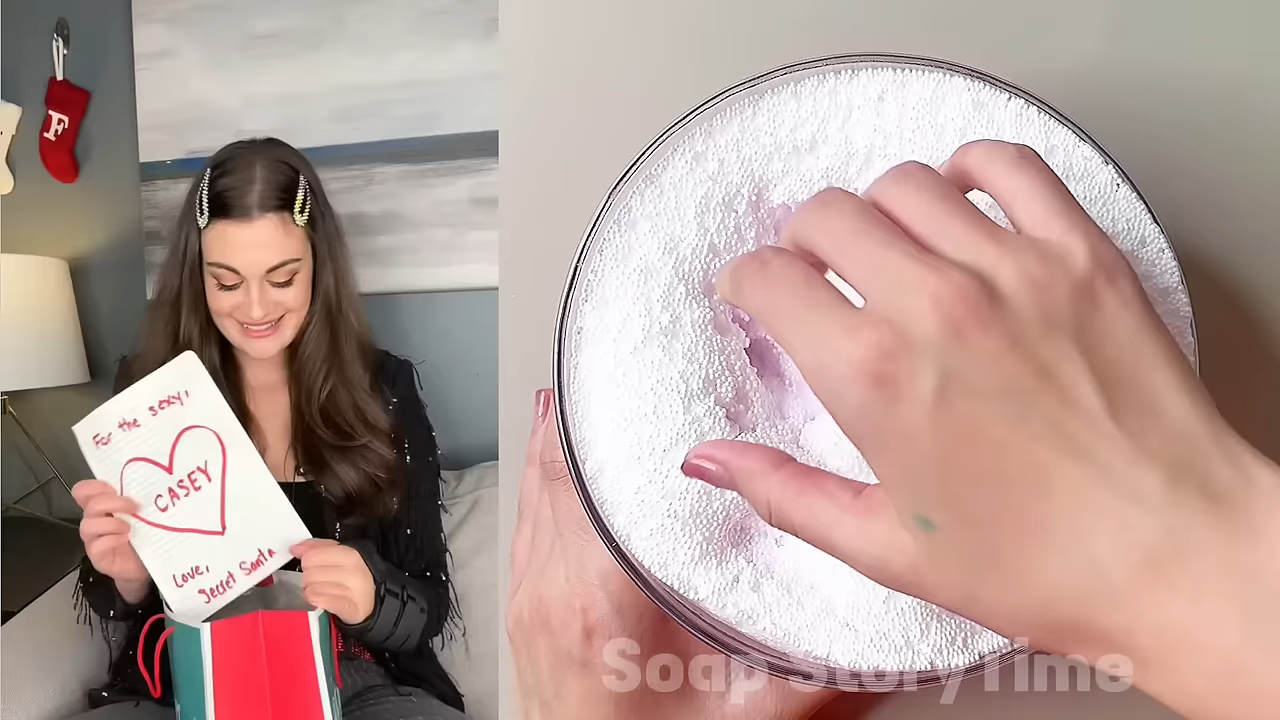 F
For the sexy,
CASEY
Love,
Secret Santa
Soap StoryTime